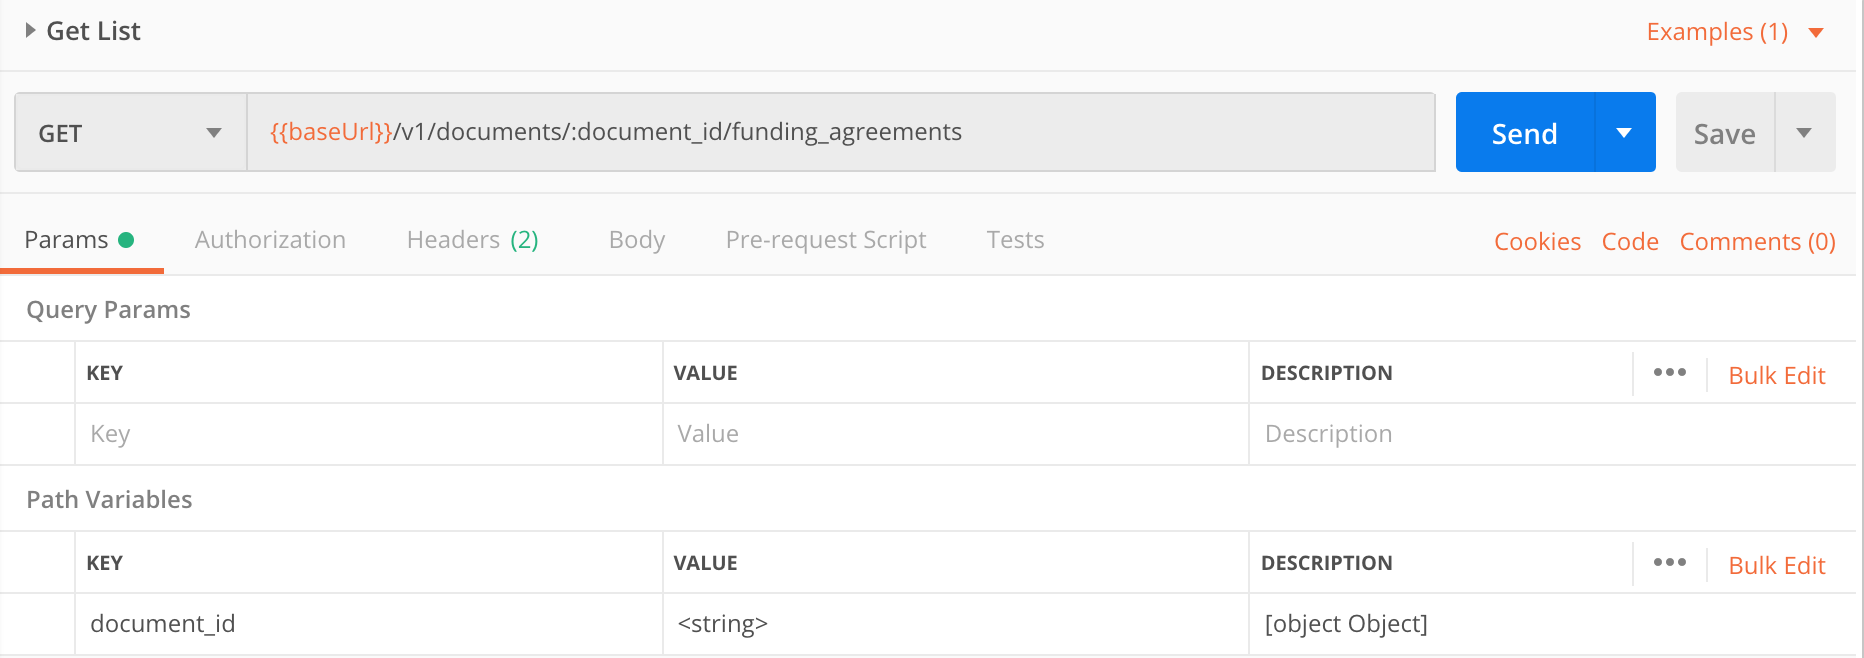 Get List
Examples (1)
GET
{{baseUrl}}/v1/documents/:document_id/funding_agreements
Send
Save
Params
Authorization
Headers (2)
Body
Pre-request Script
Tests
Cookies
Code
Comments (0)
Query Params
KEY
VALUE
DESCRIPTION
Bulk Edit
Key
Value
Description
Path Variables
KEY
VALUE
DESCRIPTION
Bulk Edit
document_id
<string>
[object Object]